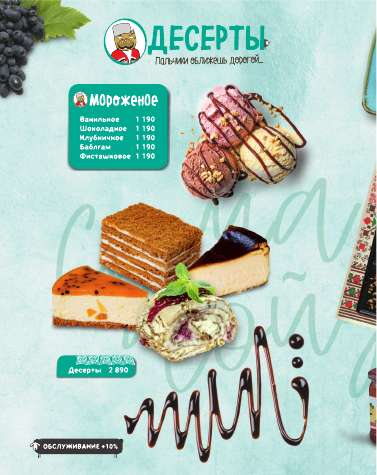 ДЕСЕРТЫ
Пальчики оближешь дорогой...
Мороженое
Ванильное 1 190
Шоколадное 1 190
Клубничное 1 190
Баблгам 1 190
Фисташковое 1 190
Десерты 2 890
ОБСЛУЖИВАНИЕ +10%